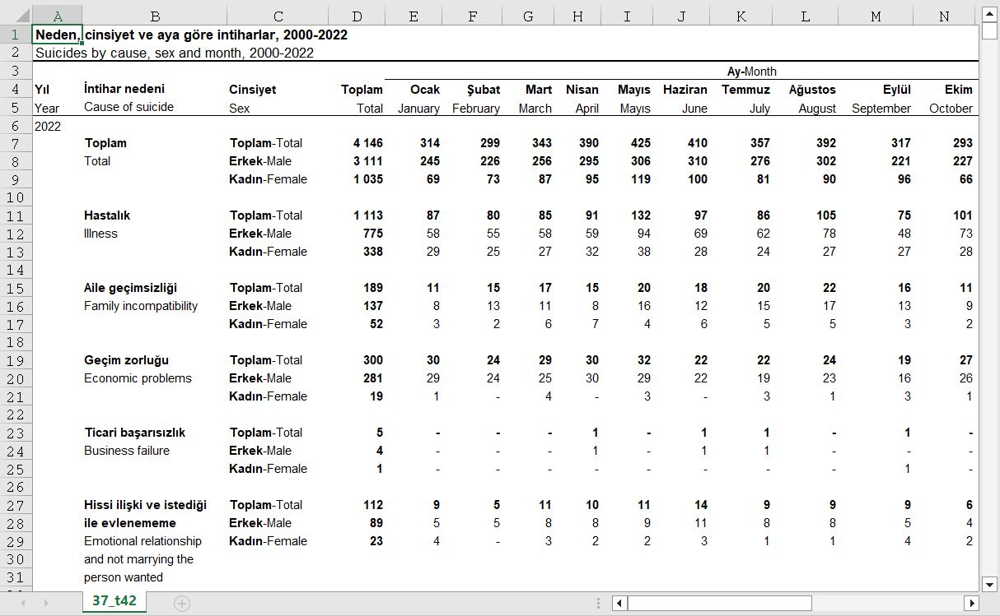 A B C D E F G H I J K L M N
1 Neden, cinsiyet ve aya göre intiharlar, 2000-2022
2 Suicides by cause, sex and month, 2000-2022
3 Ay-Month
4 Yıl İntihar nedeni Cinsiyet Toplam Ocak Şubat Mart Nisan Mayıs Haziran Temmuz Ağustos Eylül Ekim
5 Year Cause of suicide Sex Total January February March April Mayıs June July August September October
6 2022
7 Toplam Toplam-Total 4 146 314 299 343 390 425 410 357 392 317 293
8 Total Erkek-Male 3 111 245 226 256 295 306 310 276 302 221 227
9 Kadın-Female 1 035 69 73 87 95 119 100 81 90 96 66
10
11 Hastalık Toplam-Total 1 113 87 80 85 91 132 97 86 105 75 101
12 Illness Erkek-Male 775 58 55 58 59 94 69 62 78 48 73
13 Kadın-Female 338 29 25 27 32 38 28 24 27 27 28
14
15 Aile geçimsizliği Toplam-Total 189 11 15 17 15 20 18 20 22 16 11
16 Family incompatibility Erkek-Male 137 8 13 11 8 16 12 15 17 13 9
17 Kadın-Female 52 3 2 6 7 4 6 5 5 3 2
18
19 Geçim zorluğu Toplam-Total 300 30 24 29 30 32 22 22 24 19 27
20 Economic problems Erkek-Male 281 29 24 25 30 29 22 19 23 16 26
21 Kadın-Female 19 1 - 4 - 3 - 3 1 3 1
22
23 Ticari başarısızlık Toplam-Total 5 - - - 1 - 1 1 - 1 -
24 Business failure Erkek-Male 4 - - - 1 - 1 1 - - -
25 Kadın-Female 1 - - - - - - - - 1 -
26
27 Hissi ilişki ve istediği Toplam-Total 112 9 5 11 10 11 14 9 9 9 6
28 ile evlenememe Erkek-Male 89 5 5 8 8 9 11 8 8 5 4
29 Emotional relationship Kadın-Female 23 4 - 3 2 2 3 1 1 4 2
30 and not marrying the
31 person wanted
37_t42